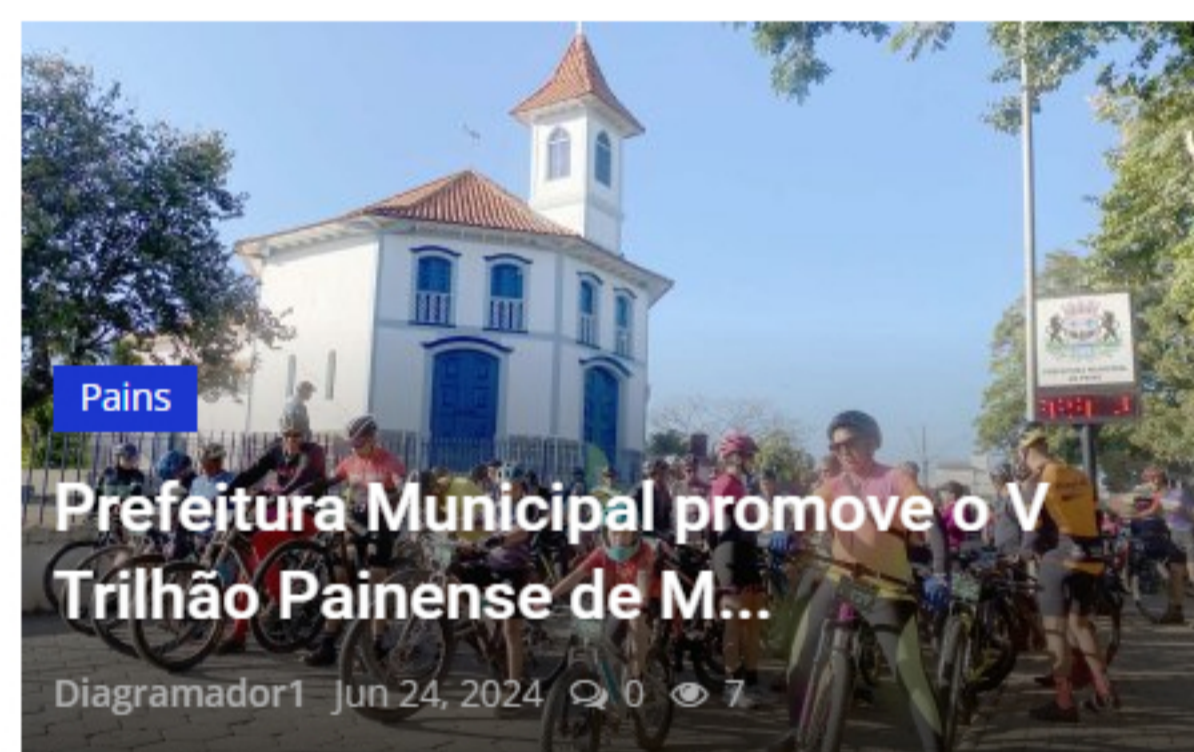 Pains
Prefeitura Municipal promove o V
Trilhão Painense de M...
Diagramador1 Jun 24, 2024 0 7